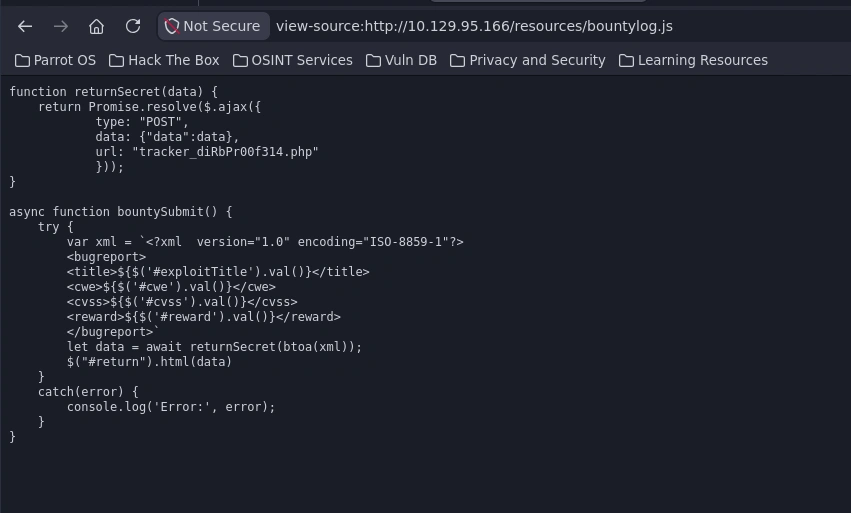 Not Secure view-source:http://10.129.95.166/resources/bountylog.js
Parrot OS Hack The Box OSINT Services Vuln DB Privacy and Security Learning Resources
function returnSecret(data) {
    return Promise.resolve($.ajax({
            type: "POST",
            data: {"data":data},
            url: "tracker_diRbPr00f314.php"
            }));
}

async function bountySubmit() {
    try {
        var xml = `<?xml  version="1.0" encoding="ISO-8859-1"?>
        <bugreport>
        <title>${$('#exploitTitle').val()}</title>
        <cwe>${$('#cwe').val()}</cwe>
        <cvss>${$('#cvss').val()}</cvss>
        <reward>${$('#reward').val()}</reward>
        </bugreport>`
        let data = await returnSecret(btoa(xml));
        $("#return").html(data)
    }
    catch(error) {
        console.log('Error:', error);
    }
}